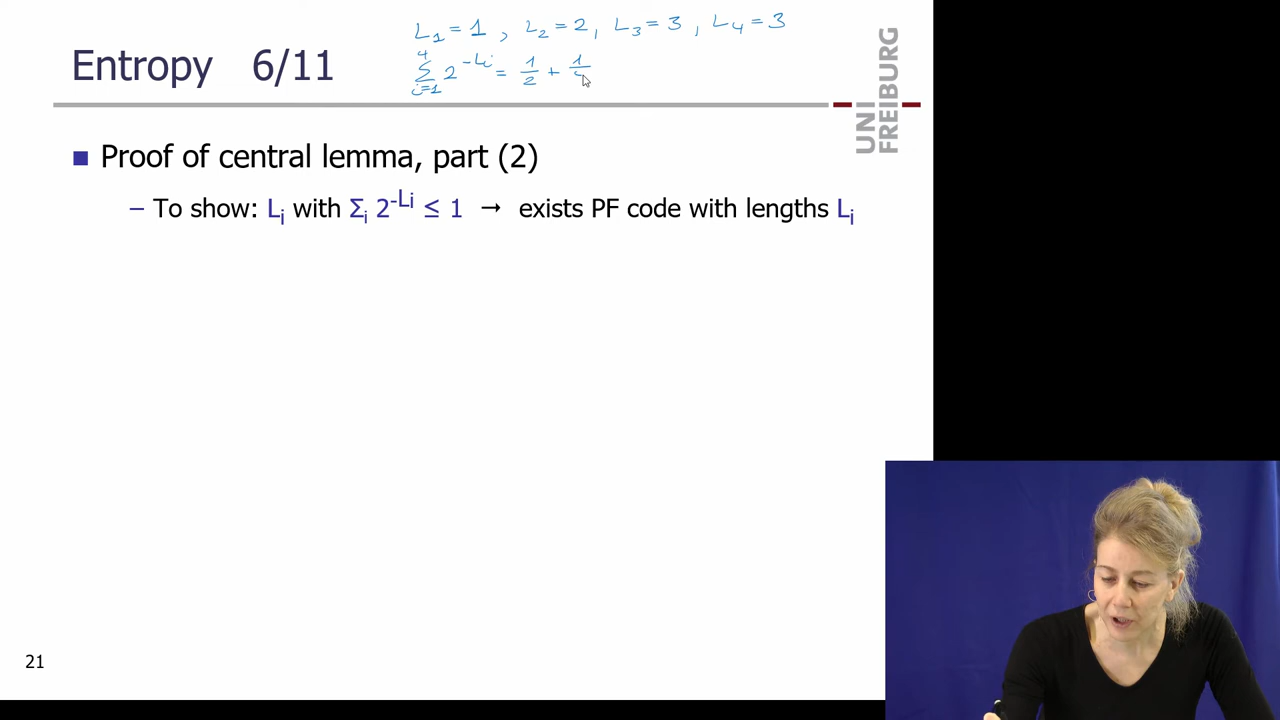 L₁ = 1 , L₂ = 2 , L₃ = 3 , L₄ = 3
Entropy 6/11
4 Σ i=1 2^-Li = 1/2 + 1/
UNI FREIBURG
■ Proof of central lemma, part (2)
– To show: Lᵢ with Σᵢ 2^-Lᵢ ≤ 1 → exists PF code with lengths Lᵢ
21